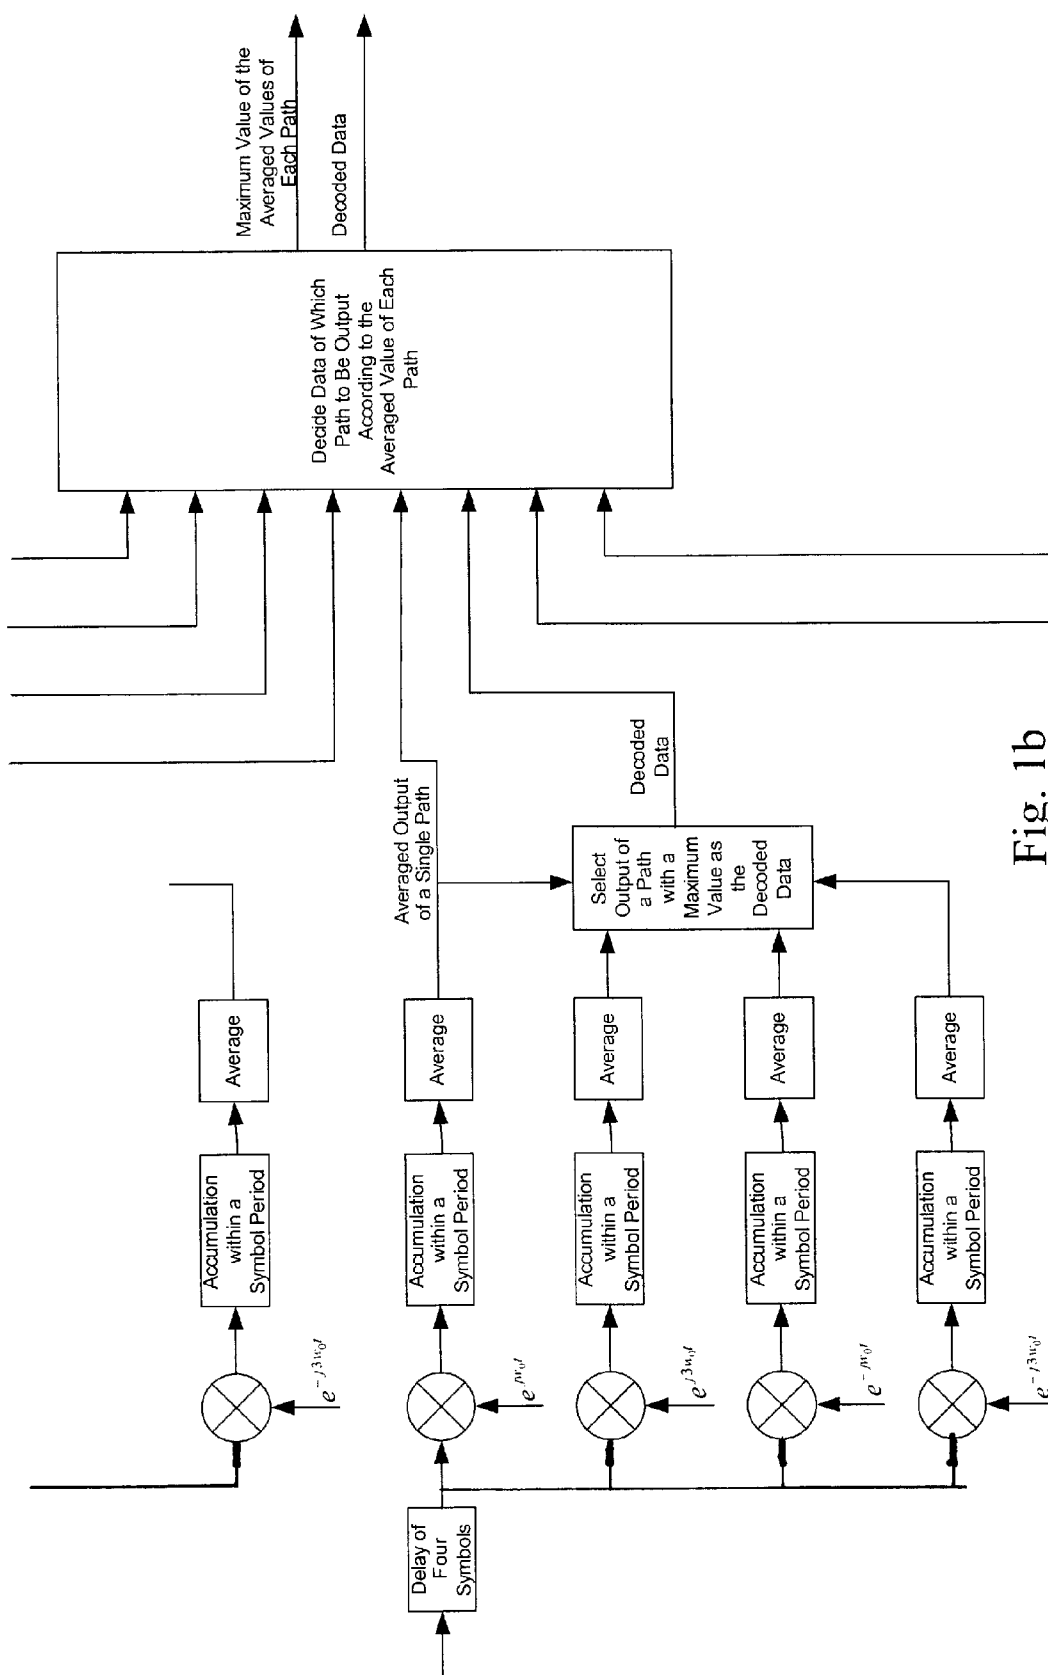 Maximum Value of the
Averaged Values of
Each Path
Decoded Data
Decide Data of Which
Path to Be Output
According to the
Averaged Value of Each
Path
Averaged Output
of a Single Path
Decoded
Data
Select
Output of
a Path
with a
Maximum
Value as
the
Decoded
Data
Average
Average
Average
Average
Average
Accumulation
within a
Symbol Period
Accumulation
within a
Symbol Period
Accumulation
within a
Symbol Period
Accumulation
within a
Symbol Period
Accumulation
within a
Symbol Period
e^{-j3w_0t}
e^{jw_0t}
e^{j3w_0t}
e^{-jw_0t}
e^{-j3w_0t}
Delay of
Four
Symbols
Fig. 1b